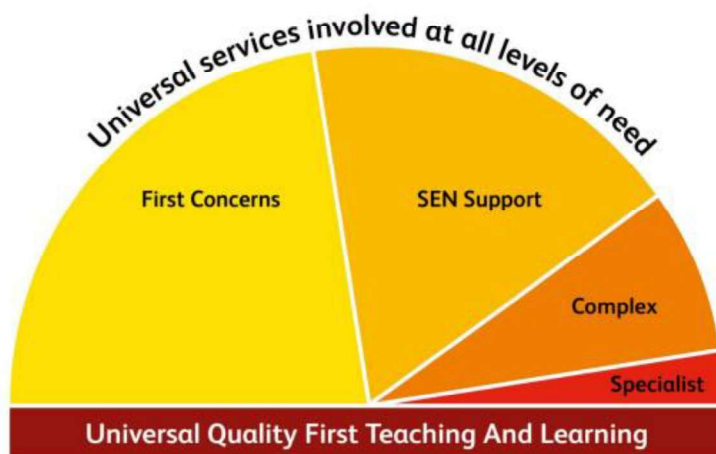 Universal services involved at all levels of need
First Concerns
SEN Support
Complex
Specialist
Universal Quality First Teaching And Learning